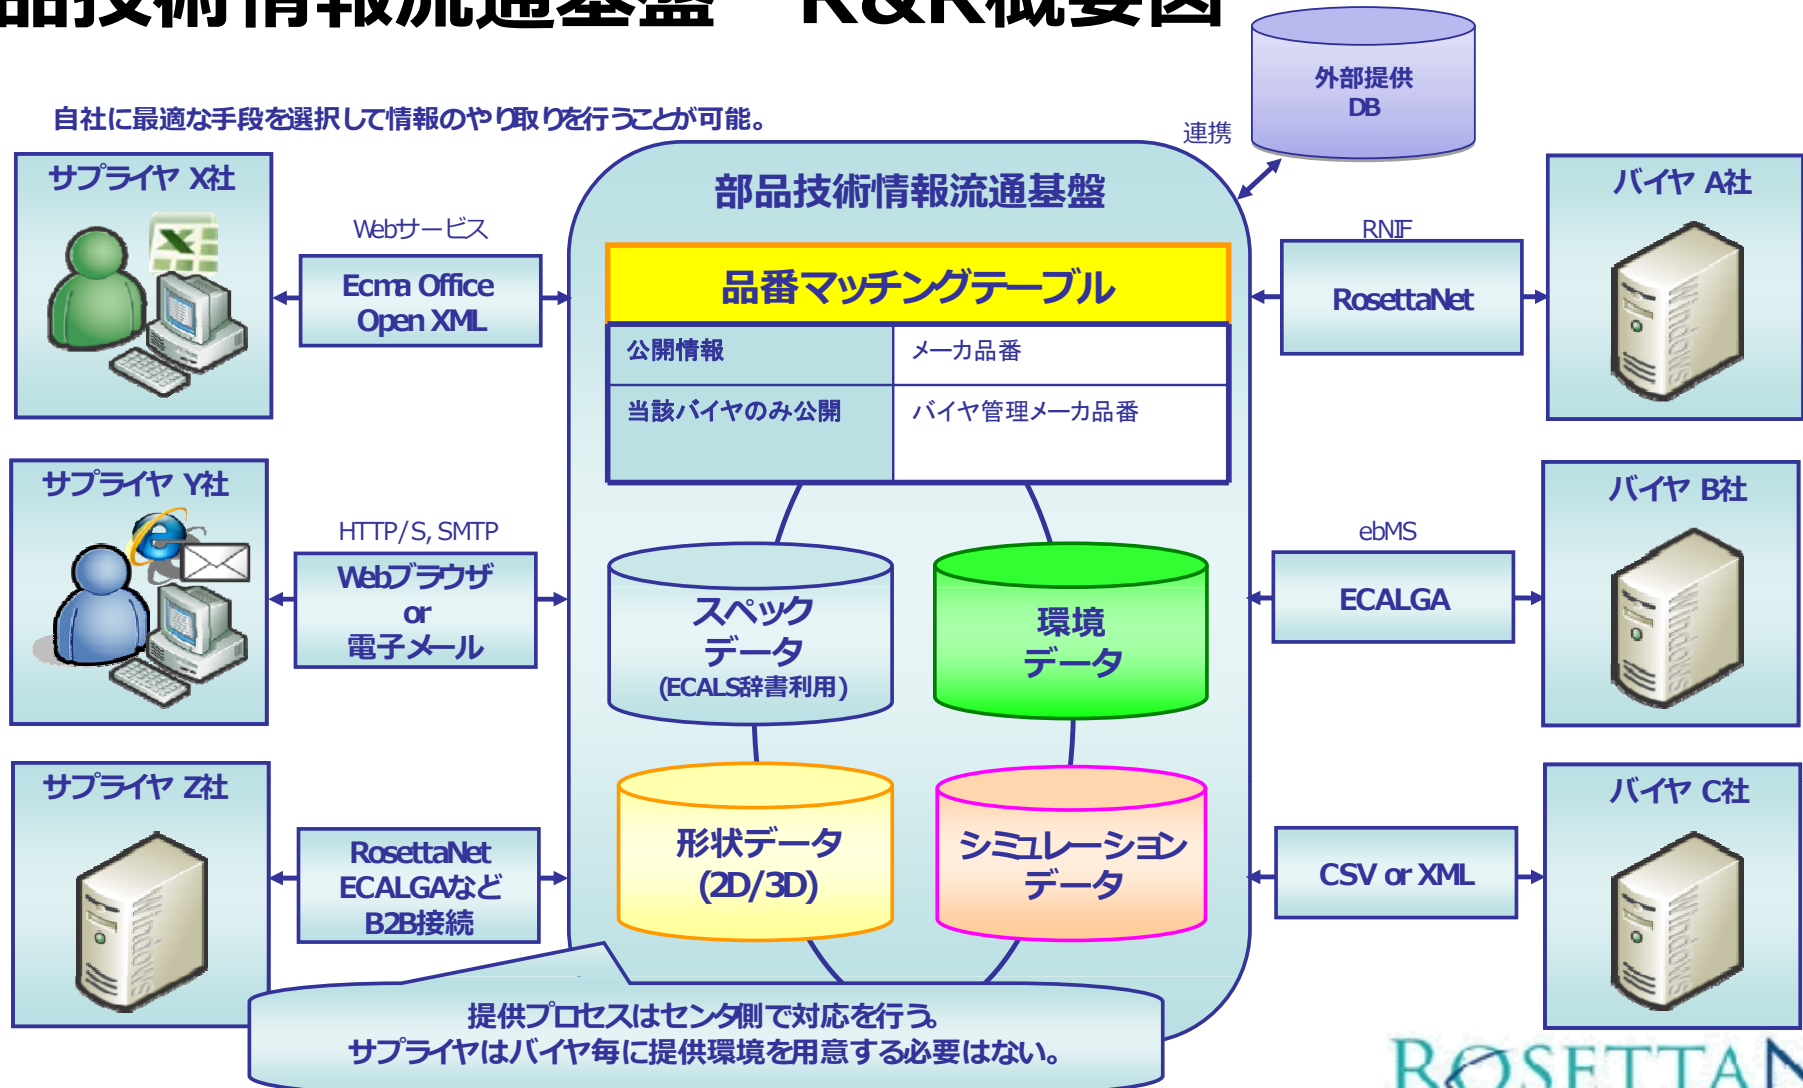 品技術情報流通基盤　R&R概要図
外部提供
DB
自社に最適な手段を選択して情報のやり取りを行うことが可能。
連携
サプライヤ X社
Webサービス
Ecma Office
Open XML
部品技術情報流通基盤
品番マッチングテーブル
公開情報
メーカ品番
当該バイヤのみ公開
バイヤ管理メーカ品番
RNIF
RosettaNet
バイヤ A社
Windows
サプライヤ Y社
HTTP/S, SMTP
Webブラウザ
or
電子メール
スペック
データ
(ECALS辞書利用)
環境
データ
ebMS
ECALGA
バイヤ B社
Windows
サプライヤ Z社
Windows
RosettaNet
ECALGAなど
B2B接続
形状データ
(2D/3D)
シミュレーション
データ
CSV or XML
バイヤ C社
Windows
提供プロセスはセンタ側で対応を行う。
サプライヤはバイヤ毎に提供環境を用意する必要はない。
ROSETTAN